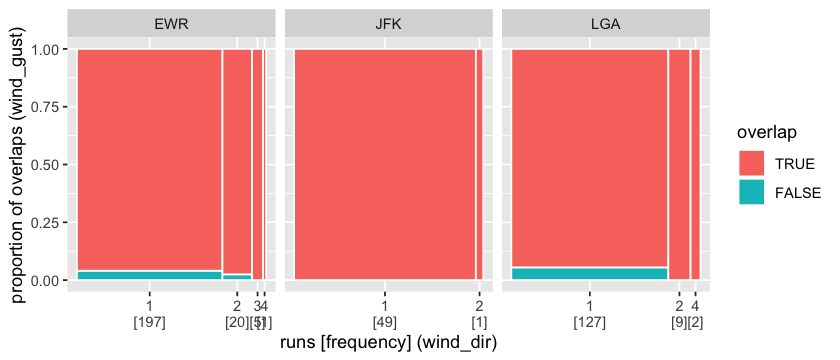 EWR
JFK
LGA
proportion of overlaps (wind_gust)
1.00
0.75
0.50
0.25
0.00
1 2 3 4
[197] [20]
1 2
[49] [1]
1 2 4
[127] [9] [2]
runs [frequency] (wind_dir)
overlap
TRUE
FALSE